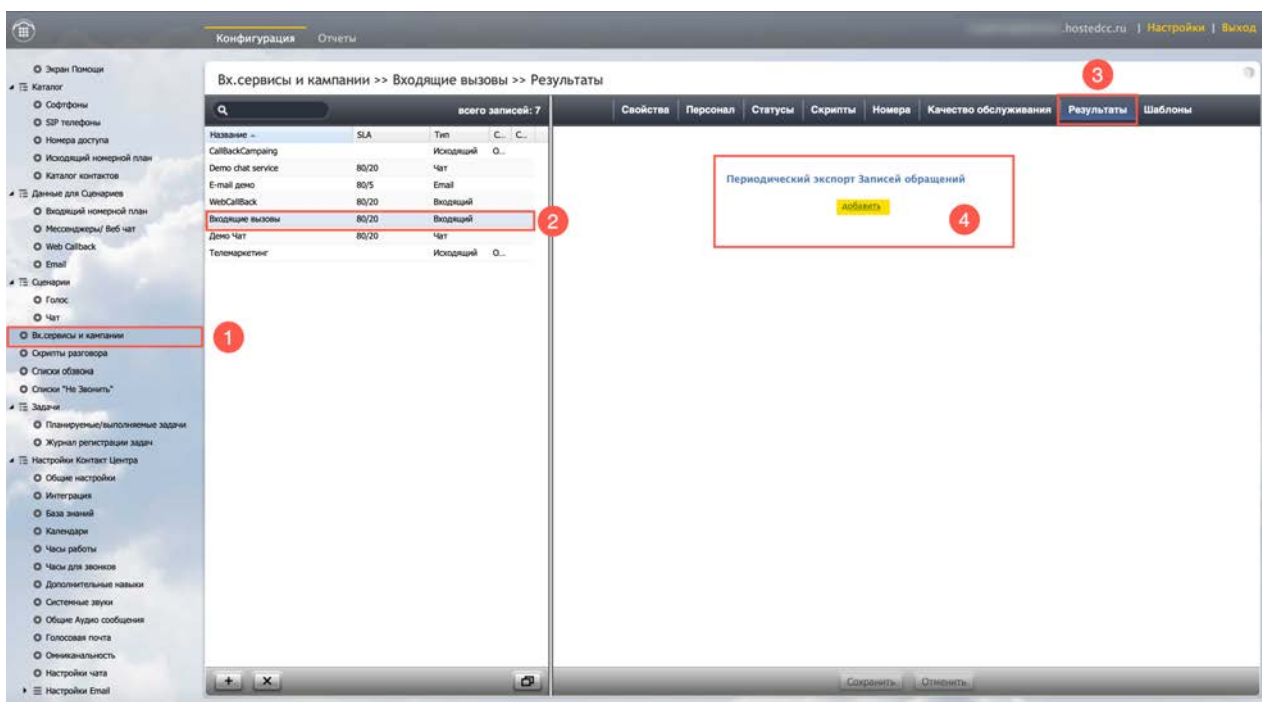 Конфигурация Отчеты
.hostedcc.ru | Настройки | Выход
Экран Помощи
Каталог
Софтфоны
SIP телефоны
Номера доступа
Исходящий номерной план
Каталог контактов
Данные для Сценариев
Входящий номерной план
Мессенджеры/ Веб чат
Web Callback
Email
Сценарии
Голос
Чат
Вх.сервисы и кампании
Скрипты разговора
Списки обзвона
Списки "Не Звонить"
Задачи
Планируемые/выполняемые задачи
Журнал регистрации задач
Настройки Контакт Центра
Общие настройки
Интеграция
База знаний
Календари
Часы работы
Часы для звонков
Дополнительные навыки
Системные звуки
Общие Аудио сообщения
Голосовая почта
Омниканальность
Настройки чата
Настройки Email
1
Вх.сервисы и кампании >> Входящие вызовы >> Результаты
всего записей: 7
Название SLA Тип С... С...
CallBackCampaing Исходящий О...
Demo chat service 80/20 Чат
E-mail демо 80/5 Email
WebCallBack 80/20 Входящий
Входящие вызовы 80/20 Входящий
Демо Чат 80/20 Чат
Телемаркетинг Исходящий О...
2
+ X
3
Свойства Персонал Статусы Скрипты Номера Качество обслуживания Результаты Шаблоны
Периодический экспорт Записей обращений
добавить
4
Сохранить Отменить